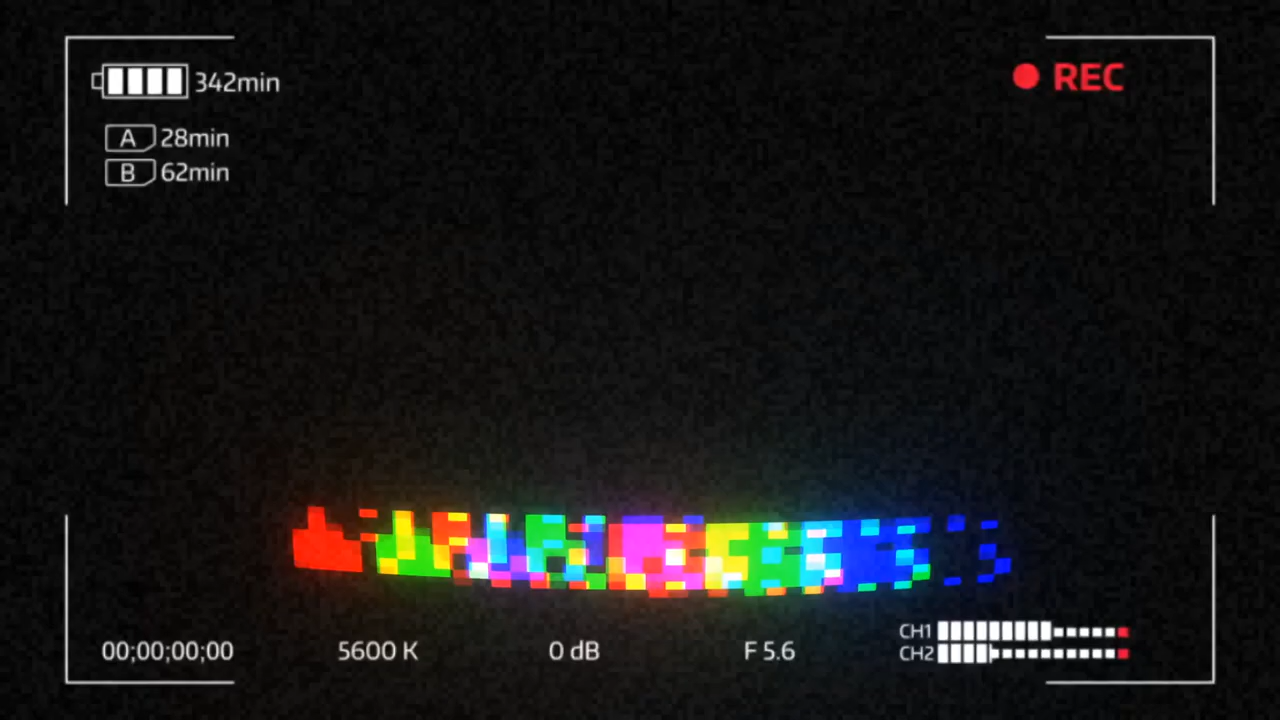 342min
REC
A 28min
B 62min
00;00;00;00
5600 K
0 dB
F 5.6
CH1
CH2